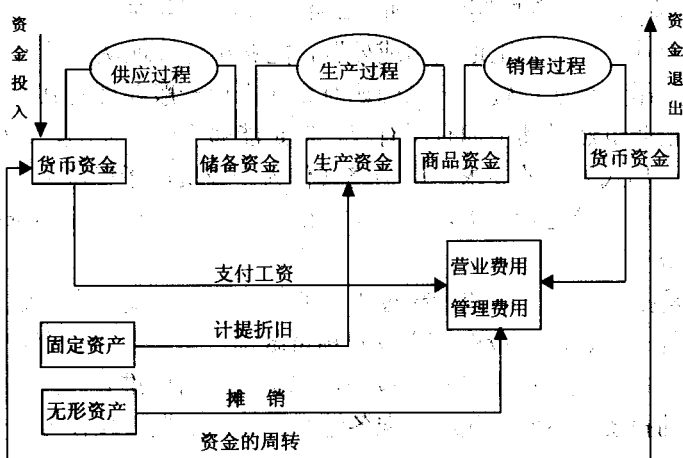 资金投入
资金退出
供应过程
生产过程
销售过程
货币资金
储备资金
生产资金
商品资金
货币资金
营业费用
管理费用
支付工资
固定资产
计提折旧
无形资产
摊 销
资金的周转